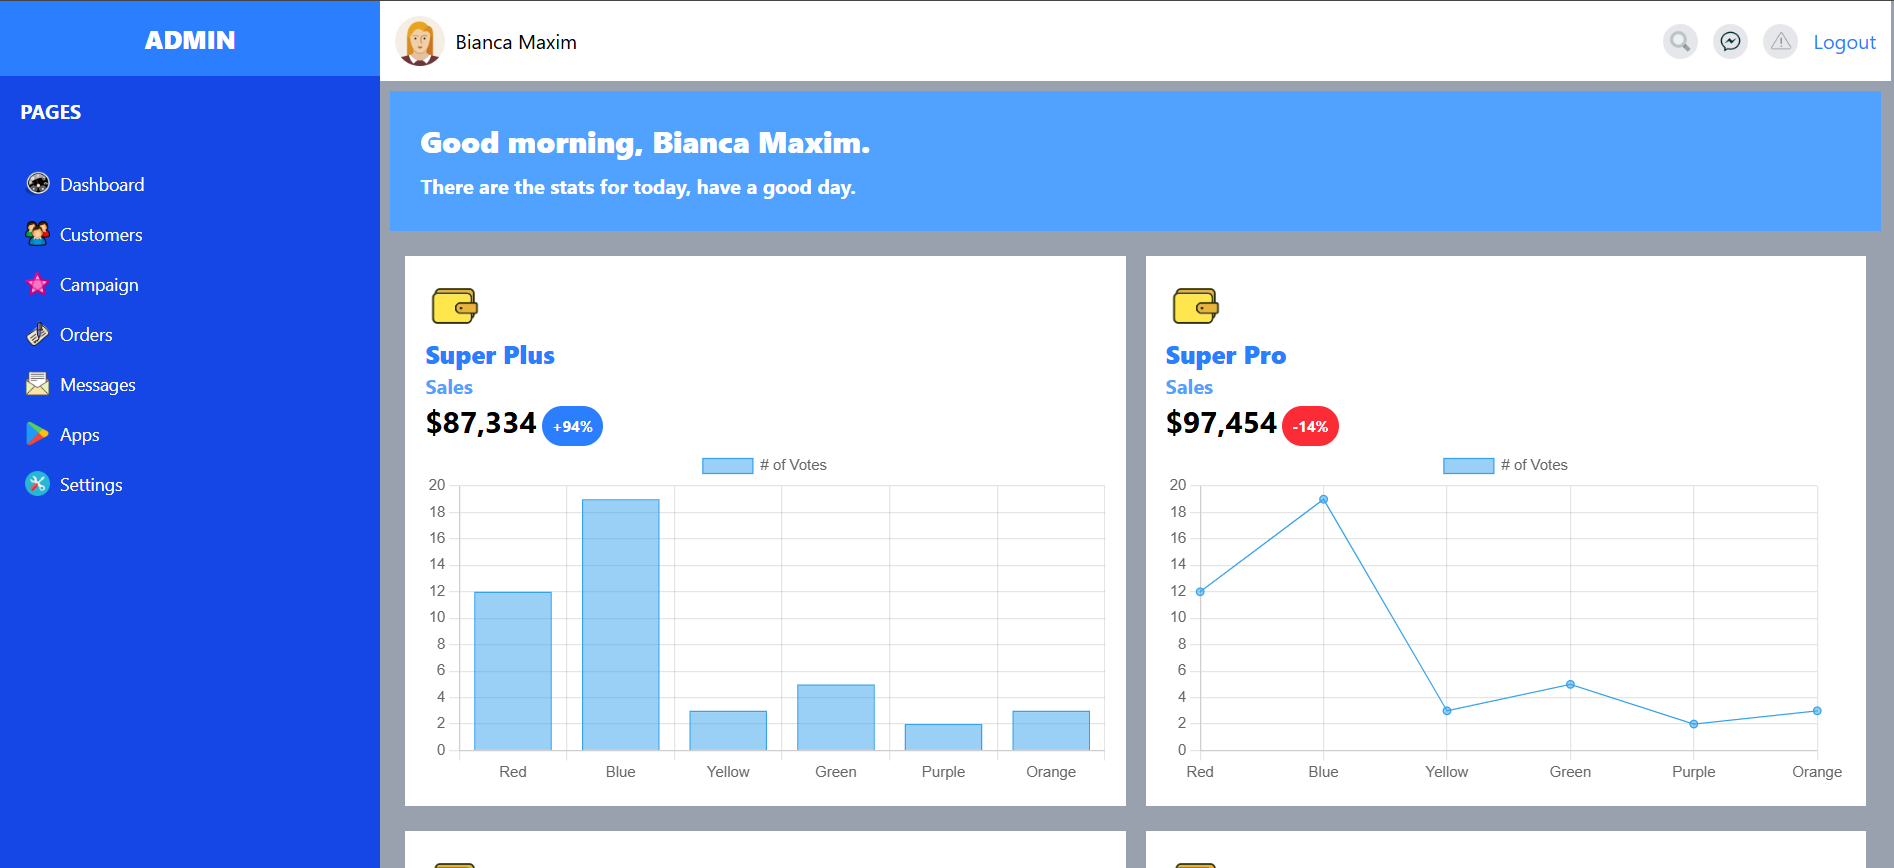 ADMIN
Bianca Maxim
Logout
PAGES
Dashboard
Customers
Campaign
Orders
Messages
Apps
Settings
Good morning, Bianca Maxim.
There are the stats for today, have a good day.
Super Plus
Sales
$87,334 +94%
# of Votes
20
18
16
14
12
10
8
6
4
2
0
Red Blue Yellow Green Purple Orange
Super Pro
Sales
$97,454 -14%
# of Votes
20
18
16
14
12
10
8
6
4
2
0
Red Blue Yellow Green Purple Orange